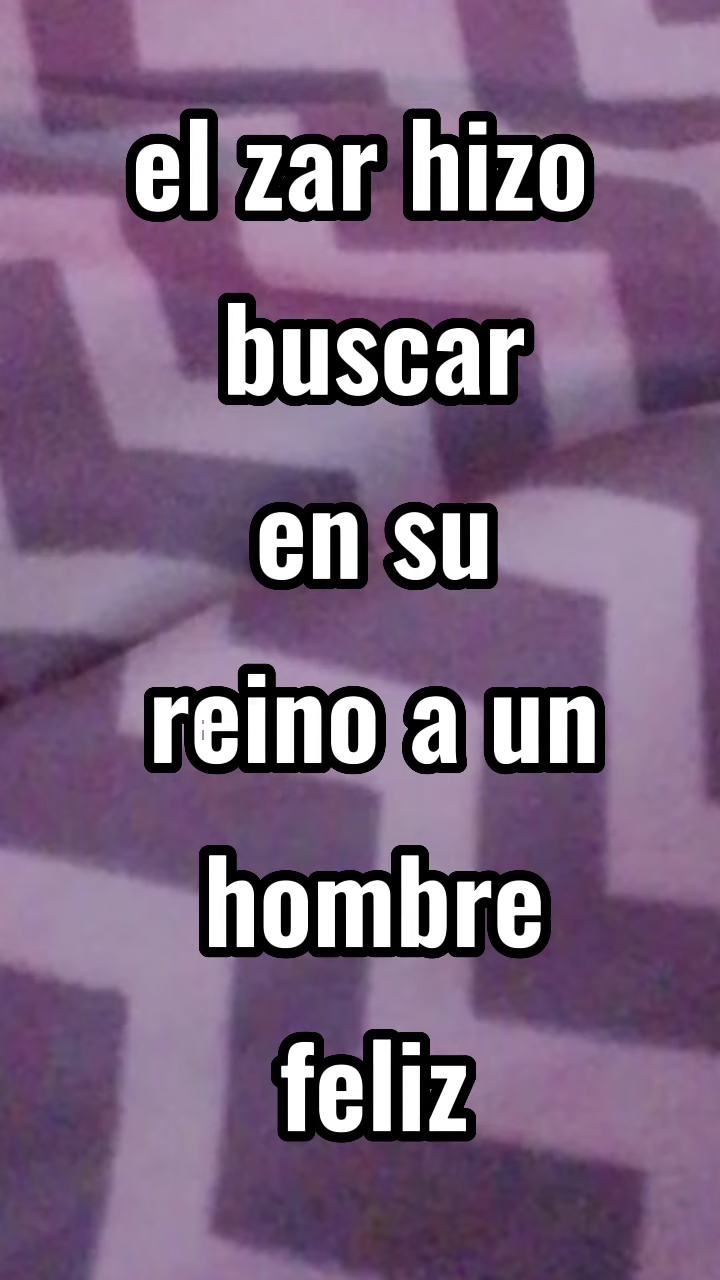 el zar hizo
buscar
en su
reino a un
hombre
feliz